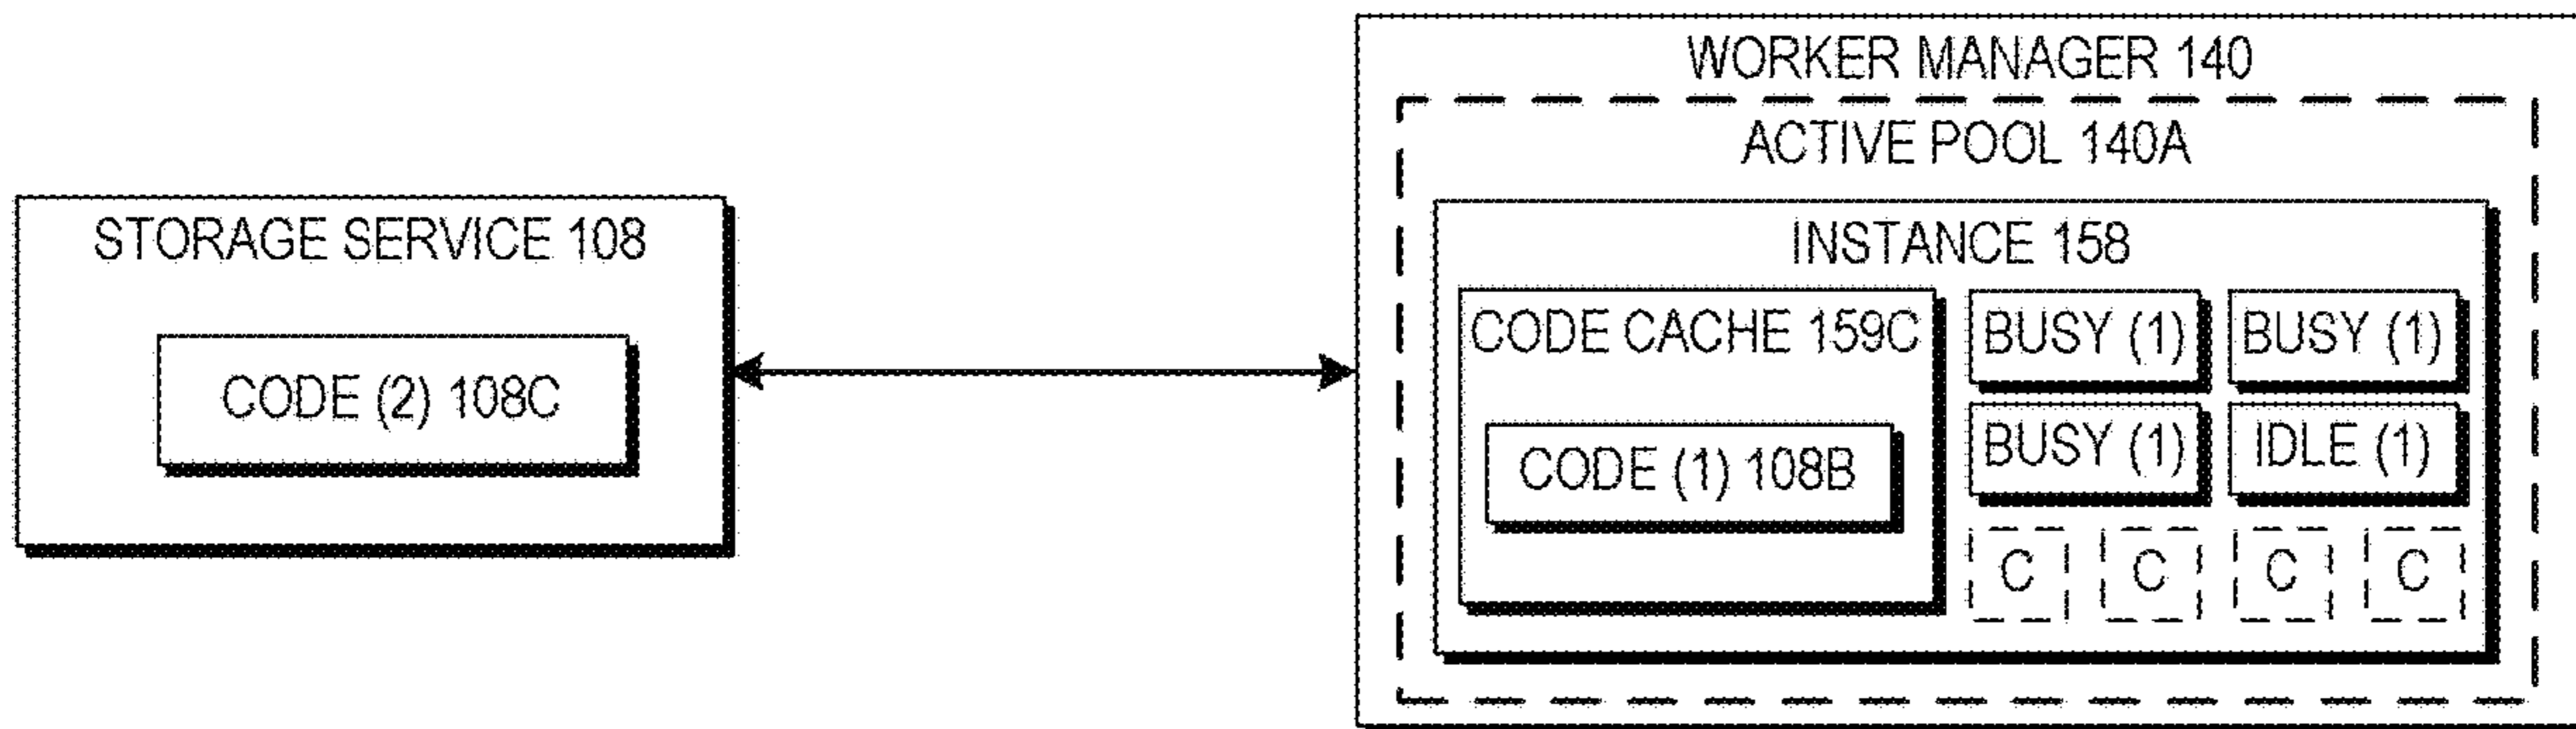 WORKER MANAGER 140
ACTIVE POOL 140A
STORAGE SERVICE 108
CODE (2) 108C
INSTANCE 158
CODE CACHE 159C
CODE (1) 108B
BUSY (1) BUSY (1)
BUSY (1) IDLE (1)
C C C C